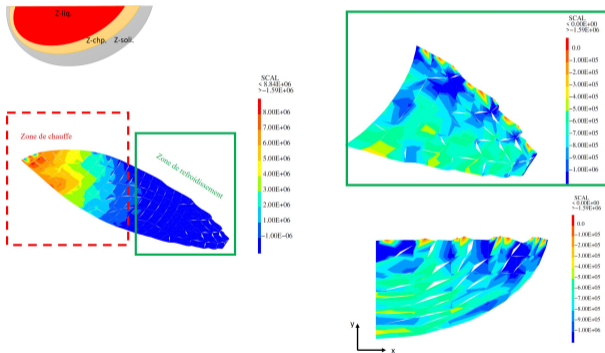 Z-liq.
Z-chp.
Z-soli.
Zone de chauffe
Zone de refroidissement
SCAL
< 8.84E+06
>-1.59E+06
8.00E+06
7.00E+06
6.00E+06
5.00E+06
4.00E+06
3.00E+06
2.00E+06
1.00E+06
-1.00E-06
SCAL
< 0.00E+00
>-1.59E+06
0.0
-1.00E+05
-2.00E+05
-3.00E+05
-4.00E+05
-5.00E+05
-6.00E+05
-7.00E+05
-8.00E+05
-9.00E+05
-1.00E+06
SCAL
< 0.00E+00
>-1.59E+06
0.0
-1.00E+05
-2.00E+05
-3.00E+05
-4.00E+05
-5.00E+05
-6.00E+05
-7.00E+05
-8.00E+05
-9.00E+05
-1.00E+06
y
x